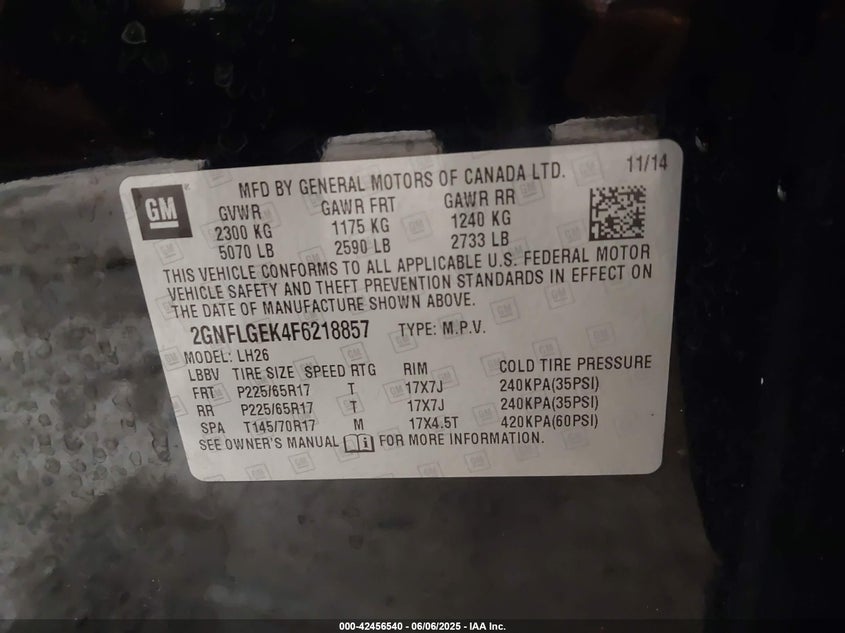 GM
MFD BY GENERAL MOTORS OF CANADA LTD. 11/14
GVWR GAWR FRT GAWR RR
2300 KG 1175 KG 1240 KG
5070 LB 2590 LB 2733 LB
THIS VEHICLE CONFORMS TO ALL APPLICABLE U.S. FEDERAL MOTOR
VEHICLE SAFETY AND THEFT PREVENTION STANDARDS IN EFFECT ON
THE DATE OF MANUFACTURE SHOWN ABOVE.
2GNFLGEK4F6218857 TYPE: M.P.V.
MODEL: LH26
LBBV TIRE SIZE SPEED RTG RIM COLD TIRE PRESSURE
FRT P225/65R17 T 17X7J 240KPA(35PSI)
RR P225/65R17 T 17X7J 240KPA(35PSI)
SPA T145/70R17 M 17X4.5T 420KPA(60PSI)
SEE OWNER'S MANUAL FOR MORE INFORMATION.
000-42456540 - 06/06/2025 - IAA Inc.